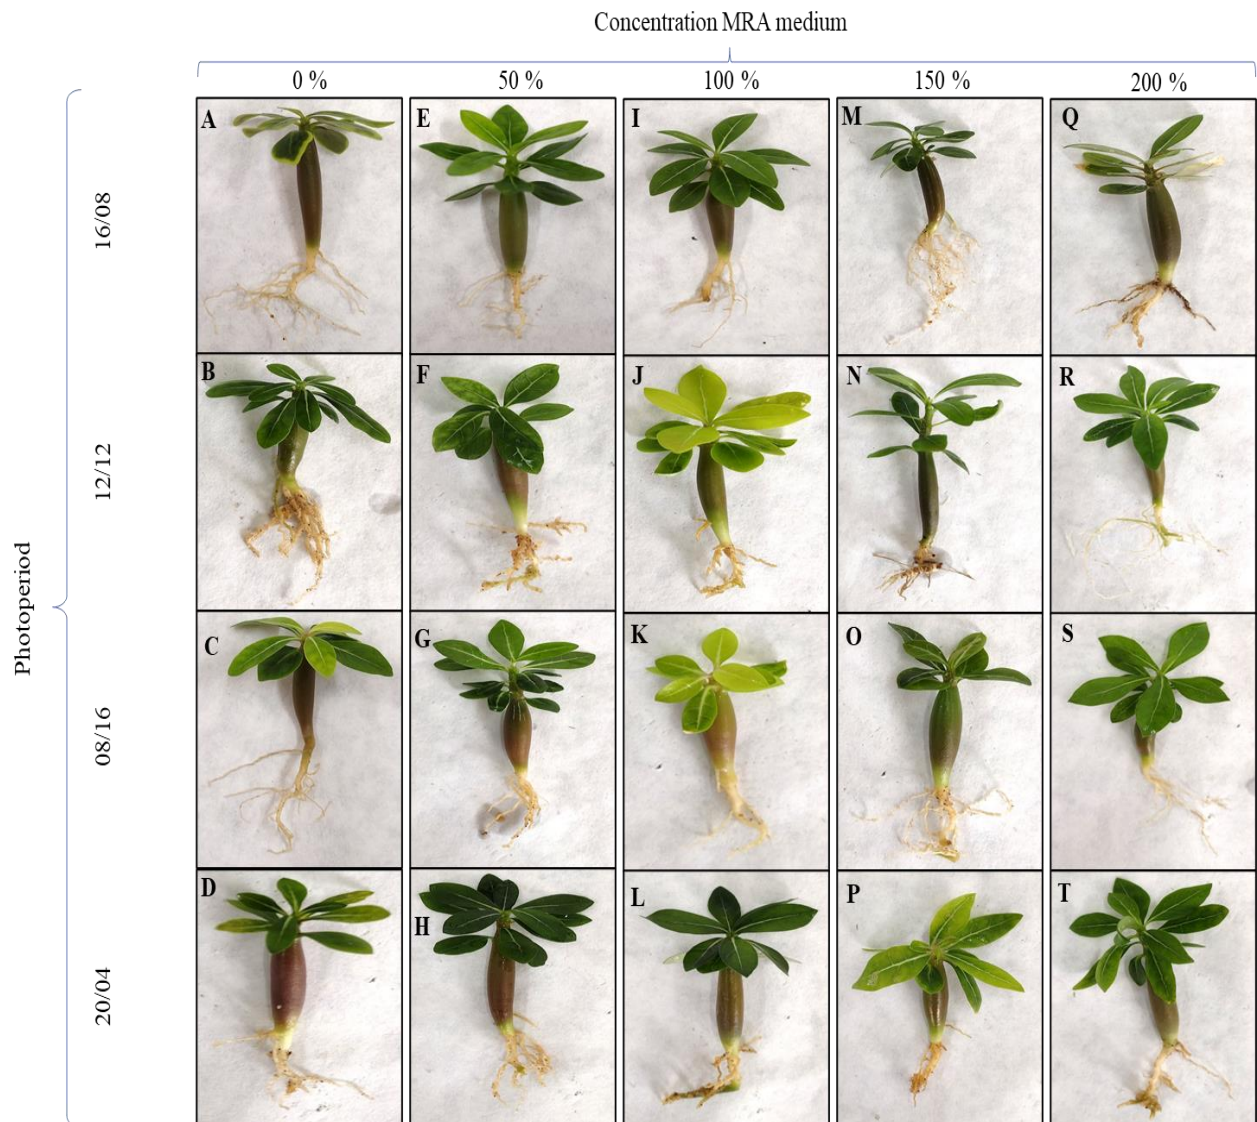 Concentration MRA medium
0 % 50 % 100 % 150 % 200 %
Photoperiod
16/08
A E I M Q
12/12
B F J N R
08/16
C G K O S
20/04
D H L P T